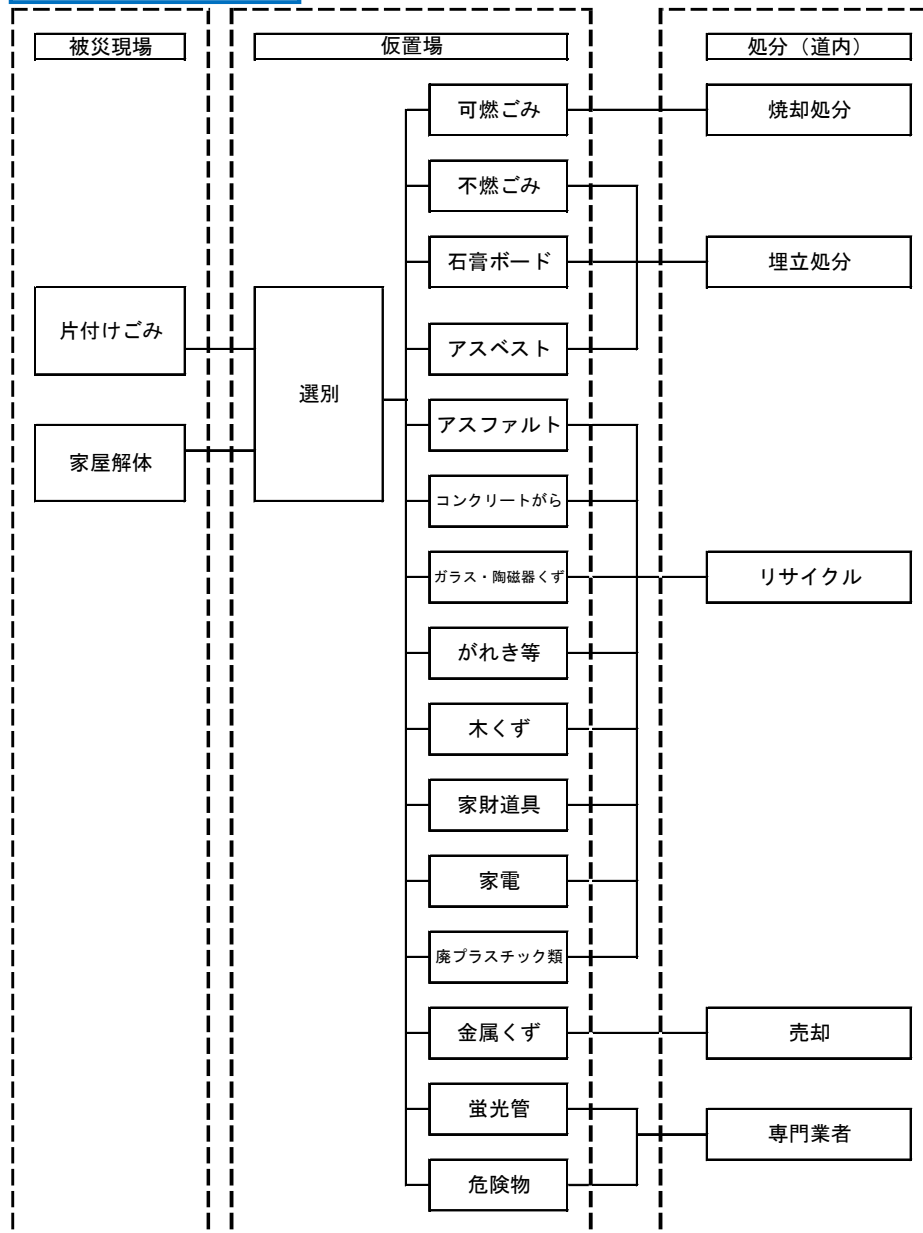 被災現場
仮置場
処分（道内）
可燃ごみ
焼却処分
不燃ごみ
石膏ボード
埋立処分
片付けごみ
アスベスト
選別
アスファルト
家屋解体
コンクリートがら
ガラス・陶磁器くず
リサイクル
がれき等
木くず
家財道具
家電
廃プラスチック類
金属くず
売却
蛍光管
専門業者
危険物